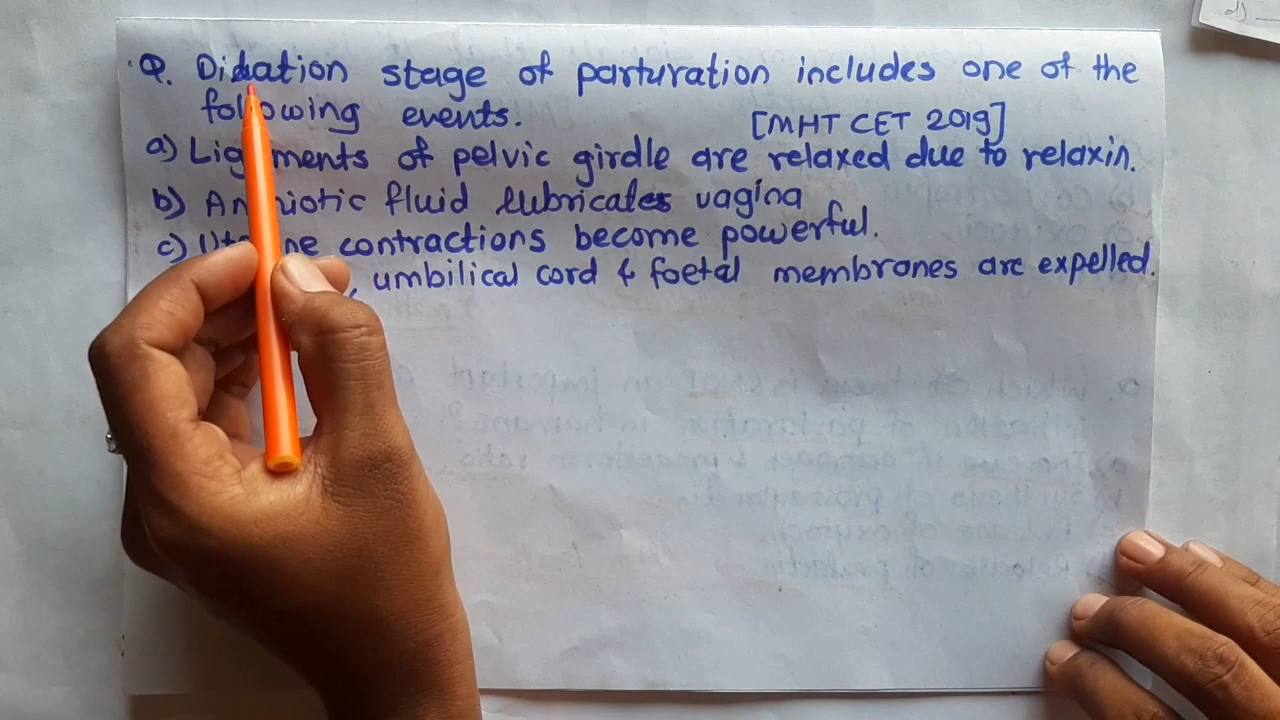 Q. Dilation stage of parturation includes one of the
following events. [MHT CET 2019]
a) Ligaments of pelvic girdle are relaxed due to relaxin.
b) Amniotic fluid lubricates vagina
c) Uterine contractions become powerful.
, umbilical cord & foetal membranes are expelled.